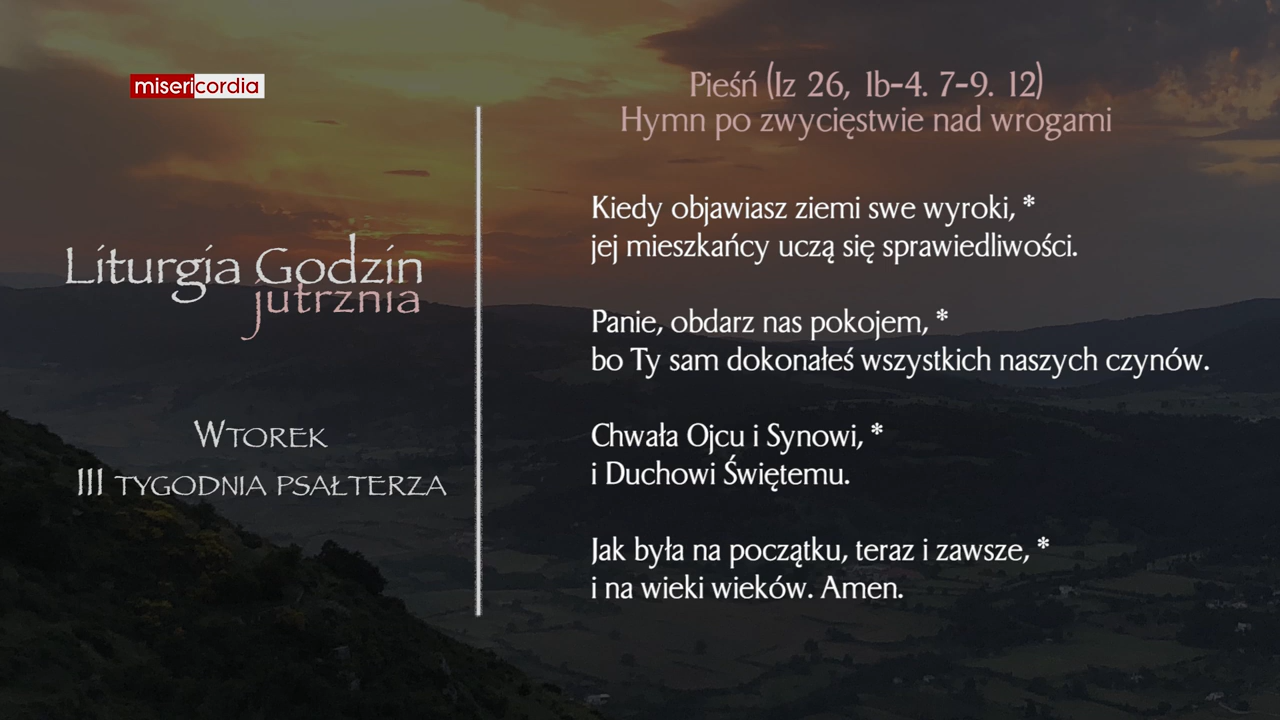 misericordia
Liturgia Godzin
jutrznia
Wtorek
III tygodnia psałterza
Pieśń (Iz 26, 1b-4. 7-9. 12)
Hymn po zwycięstwie nad wrogami
Kiedy objawiasz ziemi swe wyroki, *
jej mieszkańcy uczą się sprawiedliwości.
Panie, obdarz nas pokojem, *
bo Ty sam dokonałeś wszystkich naszych czynów.
Chwała Ojcu i Synowi, *
i Duchowi Świętemu.
Jak była na początku, teraz i zawsze, *
i na wieki wieków. Amen.